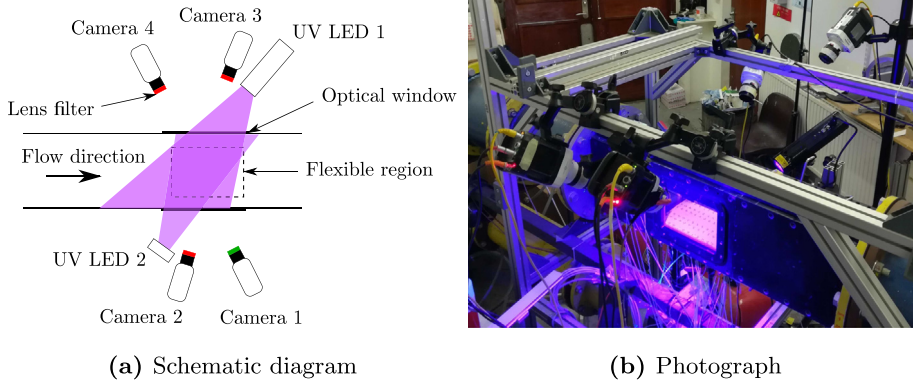 Camera 3
Camera 4
UV LED 1
Lens filter
Optical window
Flow direction
Flexible region
UV LED 2
Camera 2
Camera 1
(a) Schematic diagram
(b) Photograph